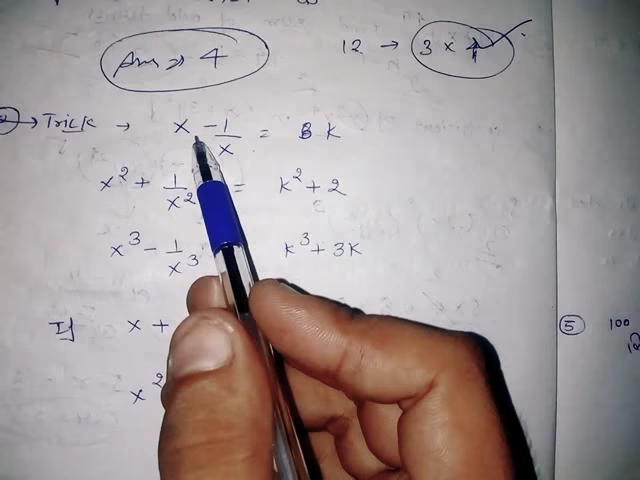 Ans ⇒ 4
12 → 3 × 4
→ Trick → x - 1/x = K
x² + 1/x² = k² + 2
x³ - 1/x³ k³ + 3k
If x +
x²
5 100